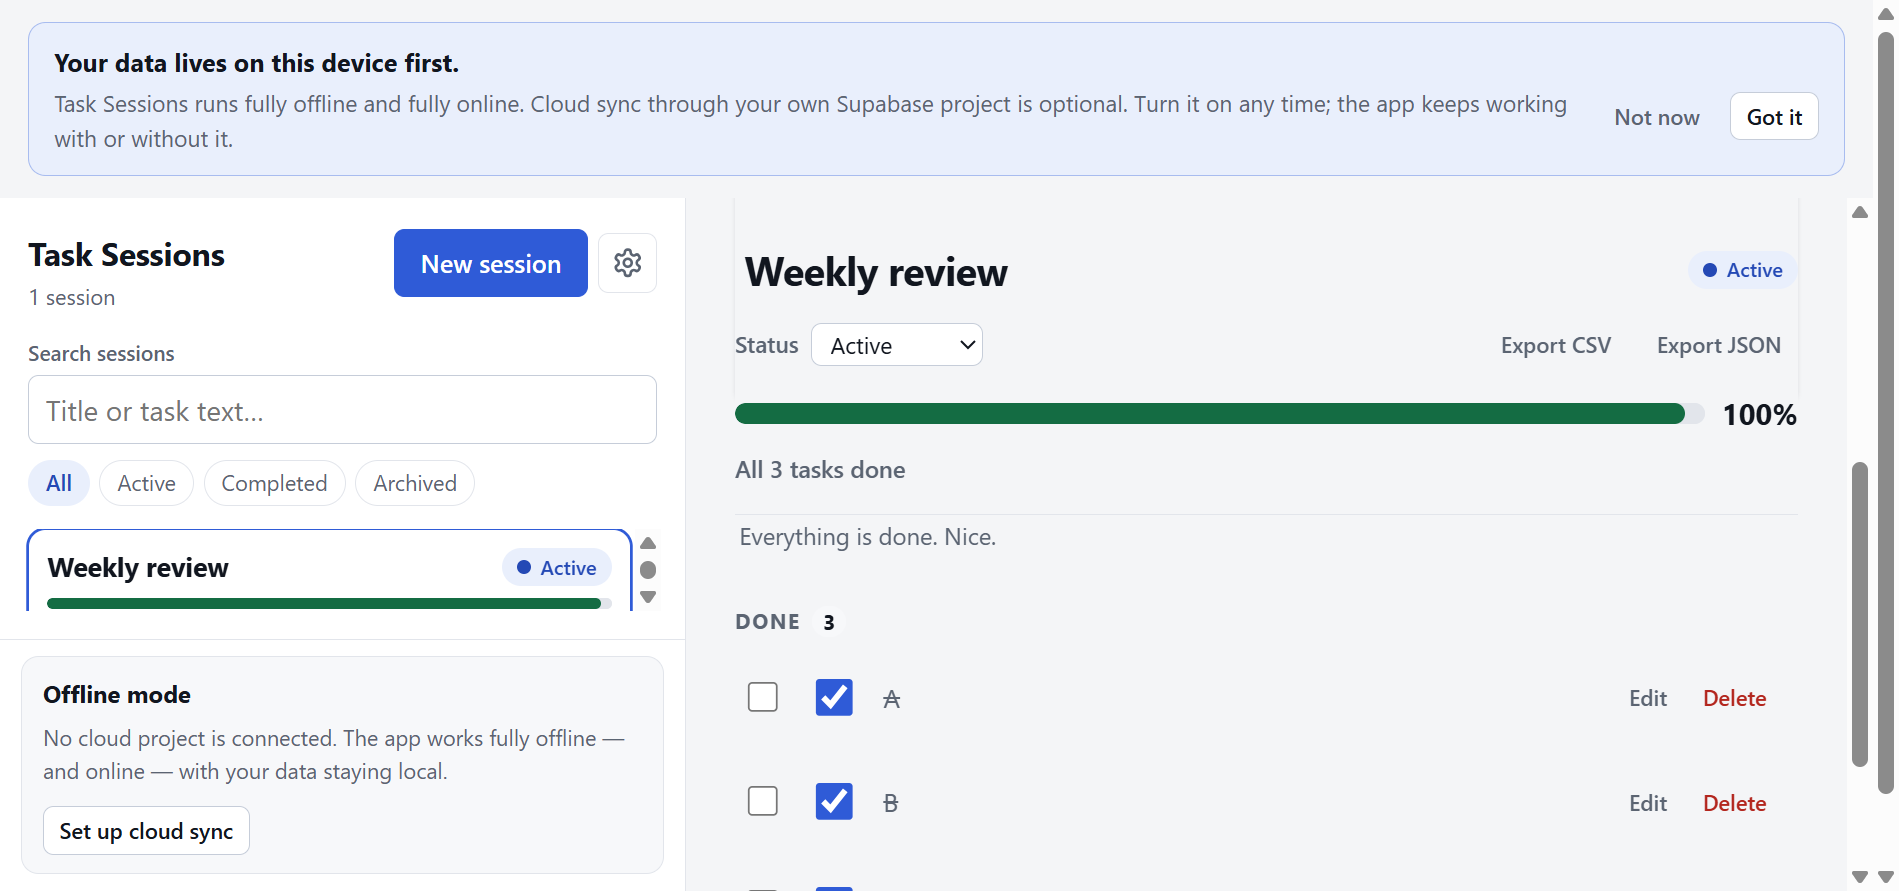 Your data lives on this device first.
Task Sessions runs fully offline and fully online. Cloud sync through your own Supabase project is optional. Turn it on any time; the app keeps working
with or without it.
Not now
Got it
Task Sessions
1 session
New session
Search sessions
Title or task text...
All
Active
Completed
Archived
Weekly review
Active
Offline mode
No cloud project is connected. The app works fully offline —
and online — with your data staying local.
Set up cloud sync
Weekly review
Active
Status
Active
Export CSV
Export JSON
100%
All 3 tasks done
Everything is done. Nice.
DONE 3
A
Edit
Delete
B
Edit
Delete